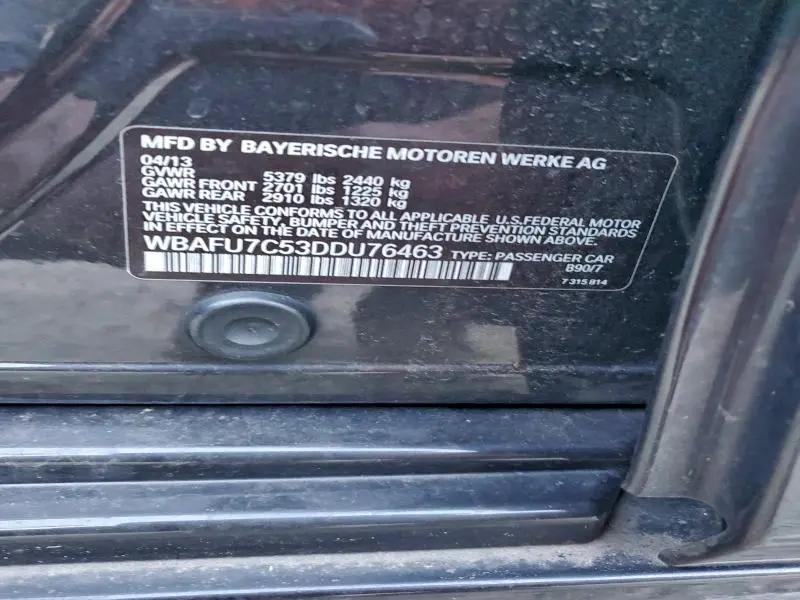 MFD BY BAYERISCHE MOTOREN WERKE AG
04/13
GVWR 5379 lbs 2440 kg
GAWR FRONT 2701 lbs 1225 kg
GAWR REAR 2910 lbs 1320 kg
THIS VEHICLE CONFORMS TO ALL APPLICABLE U.S.FEDERAL MOTOR
VEHICLE SAFETY, BUMPER AND THEFT PREVENTION STANDARDS
IN EFFECT ON THE DATE OF MANUFACTURE SHOWN ABOVE.
WBAFU7C53DDU76463 TYPE: PASSENGER CAR
B90/7
7 315 814